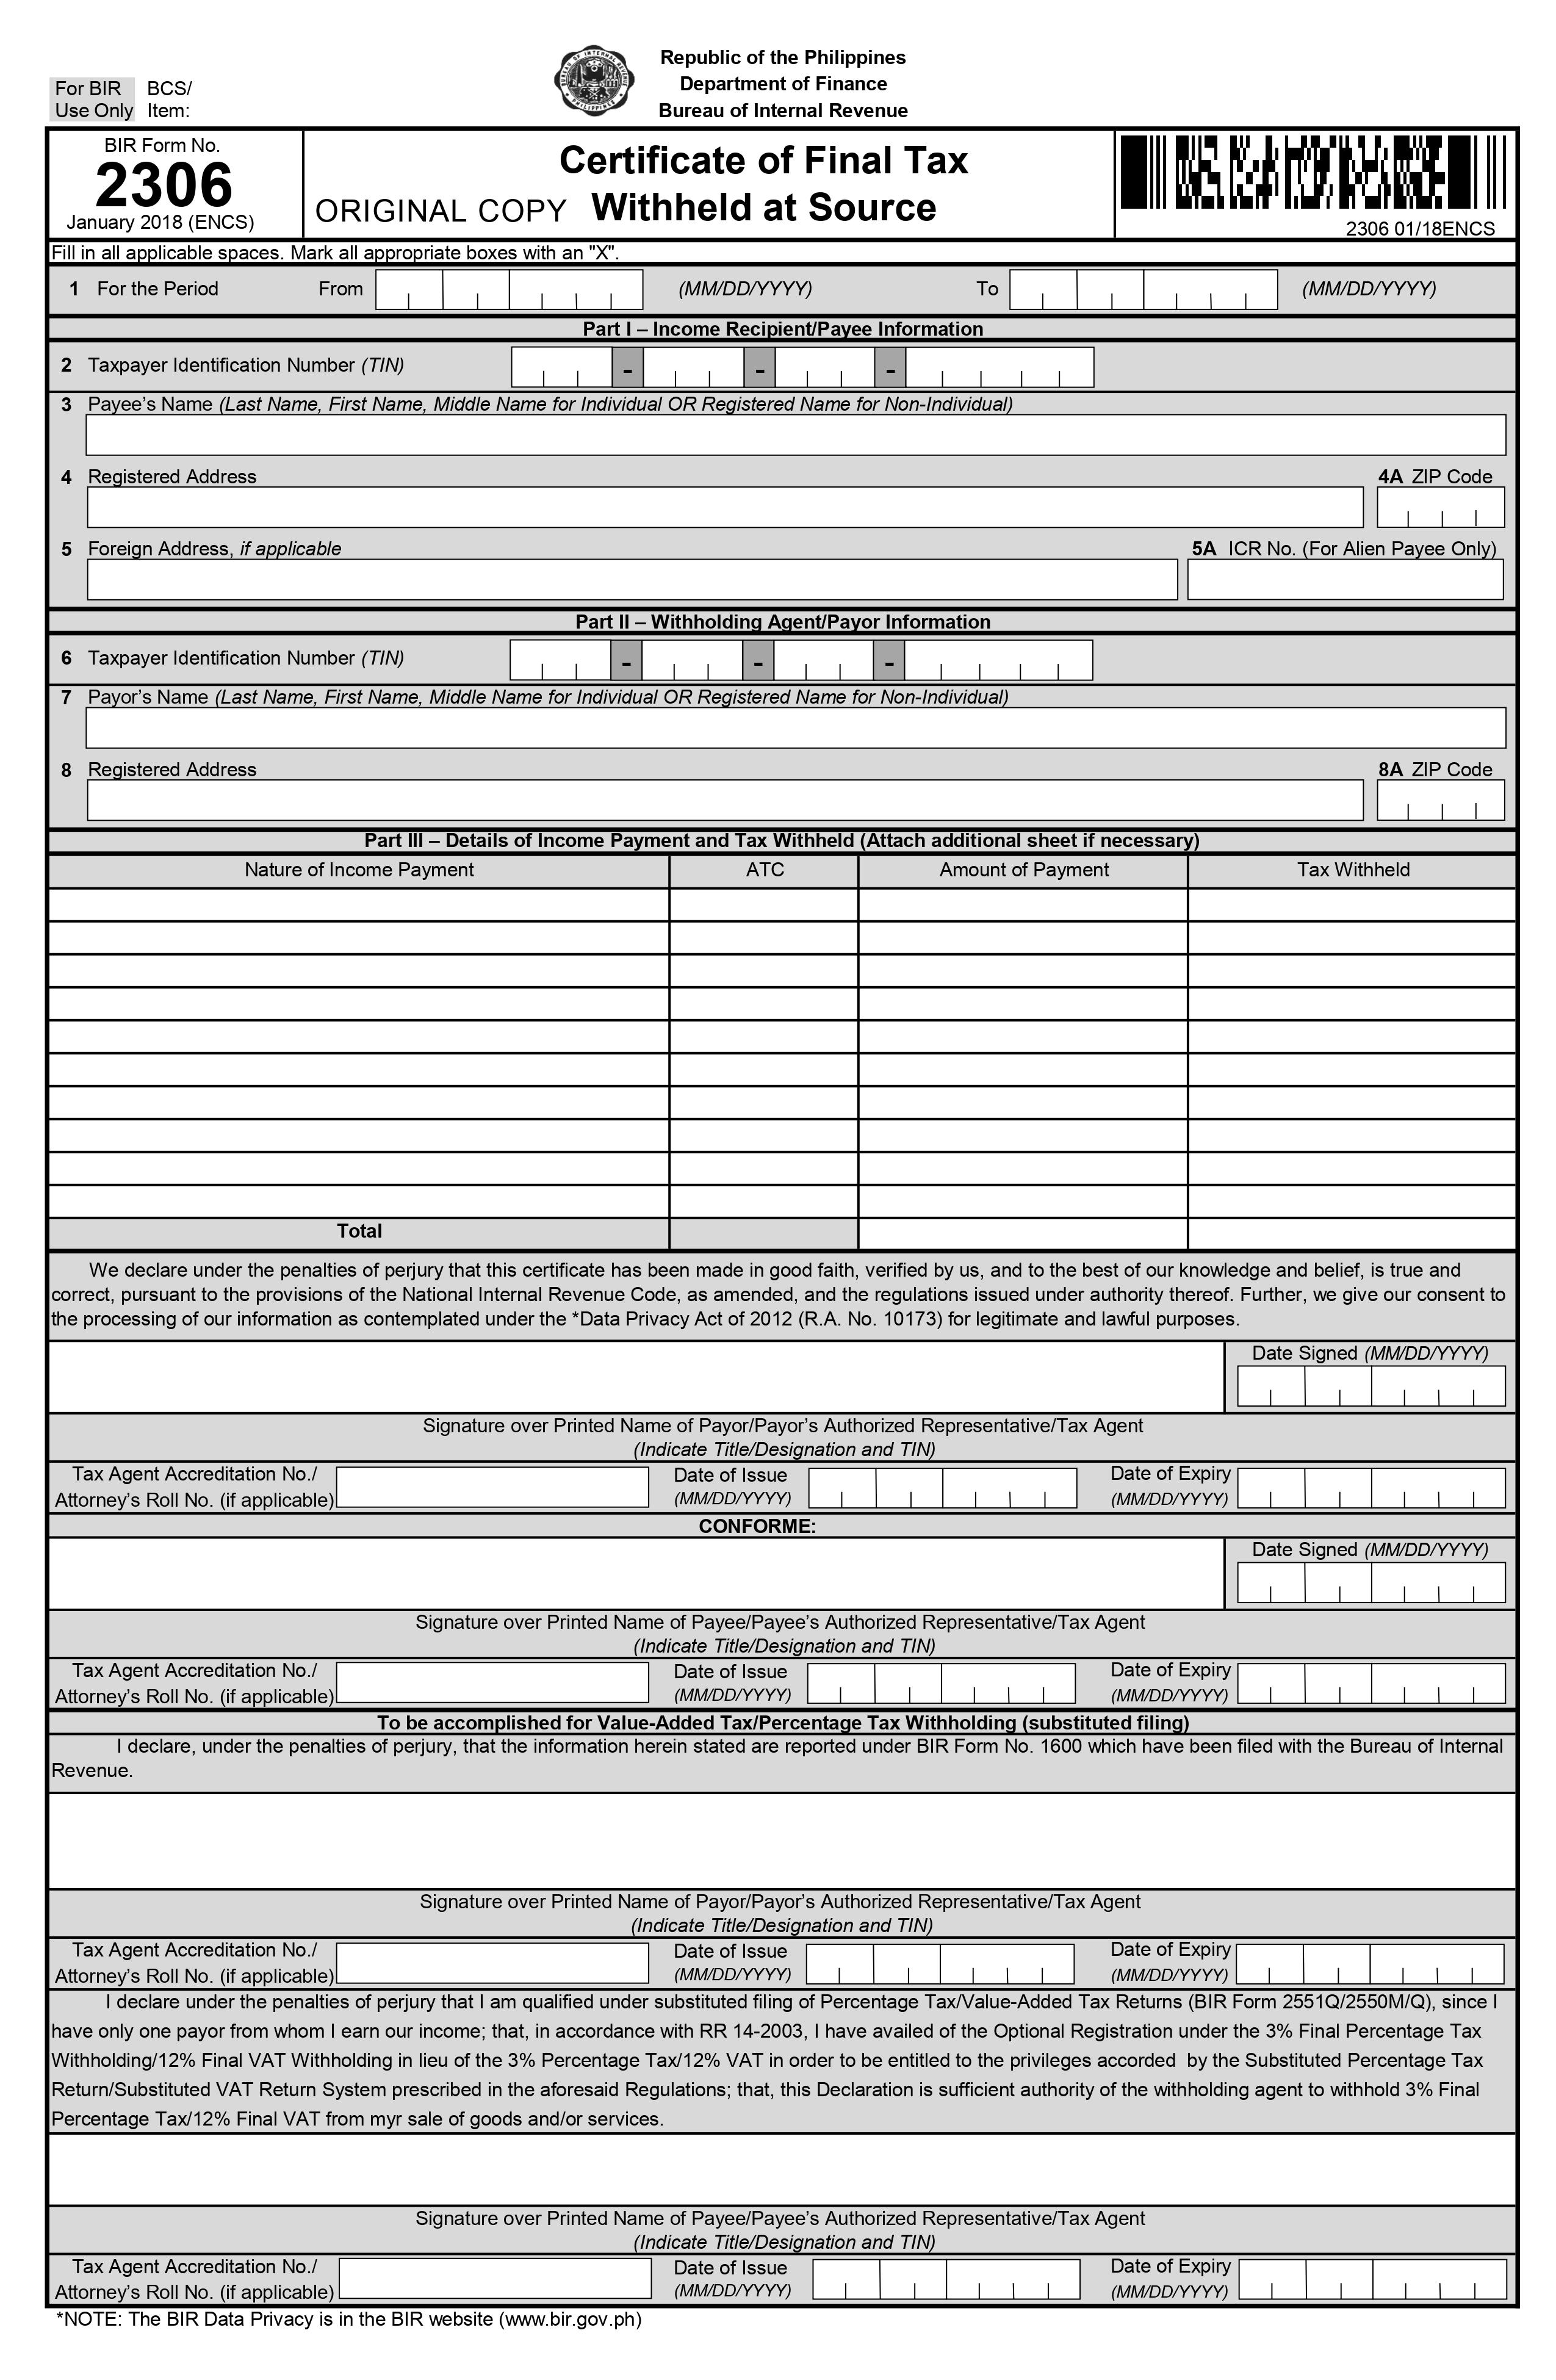 Republic of the Philippines
Department of Finance
Bureau of Internal Revenue
For BIR BCS/
Use Only Item:
BUREAU OF INTERNAL REVENUE
PHILIPPINES
BIR Form No.
2306
January 2018 (ENCS)
Certificate of Final Tax
ORIGINAL COPY Withheld at Source
2306 01/18ENCS
Fill in all applicable spaces. Mark all appropriate boxes with an "X".
1 For the Period From (MM/DD/YYYY) To (MM/DD/YYYY)
Part I – Income Recipient/Payee Information
2 Taxpayer Identification Number (TIN) - - -
3 Payee’s Name (Last Name, First Name, Middle Name for Individual OR Registered Name for Non-Individual)
4 Registered Address 4A ZIP Code
5 Foreign Address, if applicable 5A ICR No. (For Alien Payee Only)
Part II – Withholding Agent/Payor Information
6 Taxpayer Identification Number (TIN) - - -
7 Payor’s Name (Last Name, First Name, Middle Name for Individual OR Registered Name for Non-Individual)
8 Registered Address 8A ZIP Code
Part III – Details of Income Payment and Tax Withheld (Attach additional sheet if necessary)
Nature of Income Payment ATC Amount of Payment Tax Withheld
Total
We declare under the penalties of perjury that this certificate has been made in good faith, verified by us, and to the best of our knowledge and belief, is true and
correct, pursuant to the provisions of the National Internal Revenue Code, as amended, and the regulations issued under authority thereof. Further, we give our consent to
the processing of our information as contemplated under the *Data Privacy Act of 2012 (R.A. No. 10173) for legitimate and lawful purposes.
Date Signed (MM/DD/YYYY)
Signature over Printed Name of Payor/Payor’s Authorized Representative/Tax Agent
(Indicate Title/Designation and TIN)
Tax Agent Accreditation No./ Date of Issue Date of Expiry
Attorney’s Roll No. (if applicable) (MM/DD/YYYY) (MM/DD/YYYY)
CONFORME:
Date Signed (MM/DD/YYYY)
Signature over Printed Name of Payee/Payee’s Authorized Representative/Tax Agent
(Indicate Title/Designation and TIN)
Tax Agent Accreditation No./ Date of Issue Date of Expiry
Attorney’s Roll No. (if applicable) (MM/DD/YYYY) (MM/DD/YYYY)
To be accomplished for Value-Added Tax/Percentage Tax Withholding (substituted filing)
I declare, under the penalties of perjury, that the information herein stated are reported under BIR Form No. 1600 which have been filed with the Bureau of Internal
Revenue.
Signature over Printed Name of Payor/Payor’s Authorized Representative/Tax Agent
(Indicate Title/Designation and TIN)
Tax Agent Accreditation No./ Date of Issue Date of Expiry
Attorney’s Roll No. (if applicable) (MM/DD/YYYY) (MM/DD/YYYY)
I declare under the penalties of perjury that I am qualified under substituted filing of Percentage Tax/Value-Added Tax Returns (BIR Form 2551Q/2550M/Q), since I
have only one payor from whom I earn our income; that, in accordance with RR 14-2003, I have availed of the Optional Registration under the 3% Final Percentage Tax
Withholding/12% Final VAT Withholding in lieu of the 3% Percentage Tax/12% VAT in order to be entitled to the privileges accorded by the Substituted Percentage Tax
Return/Substituted VAT Return System prescribed in the aforesaid Regulations; that, this Declaration is sufficient authority of the withholding agent to withhold 3% Final
Percentage Tax/12% Final VAT from myr sale of goods and/or services.
Signature over Printed Name of Payee/Payee’s Authorized Representative/Tax Agent
(Indicate Title/Designation and TIN)
Tax Agent Accreditation No./ Date of Issue Date of Expiry
Attorney’s Roll No. (if applicable) (MM/DD/YYYY) (MM/DD/YYYY)
*NOTE: The BIR Data Privacy is in the BIR website (www.bir.gov.ph)